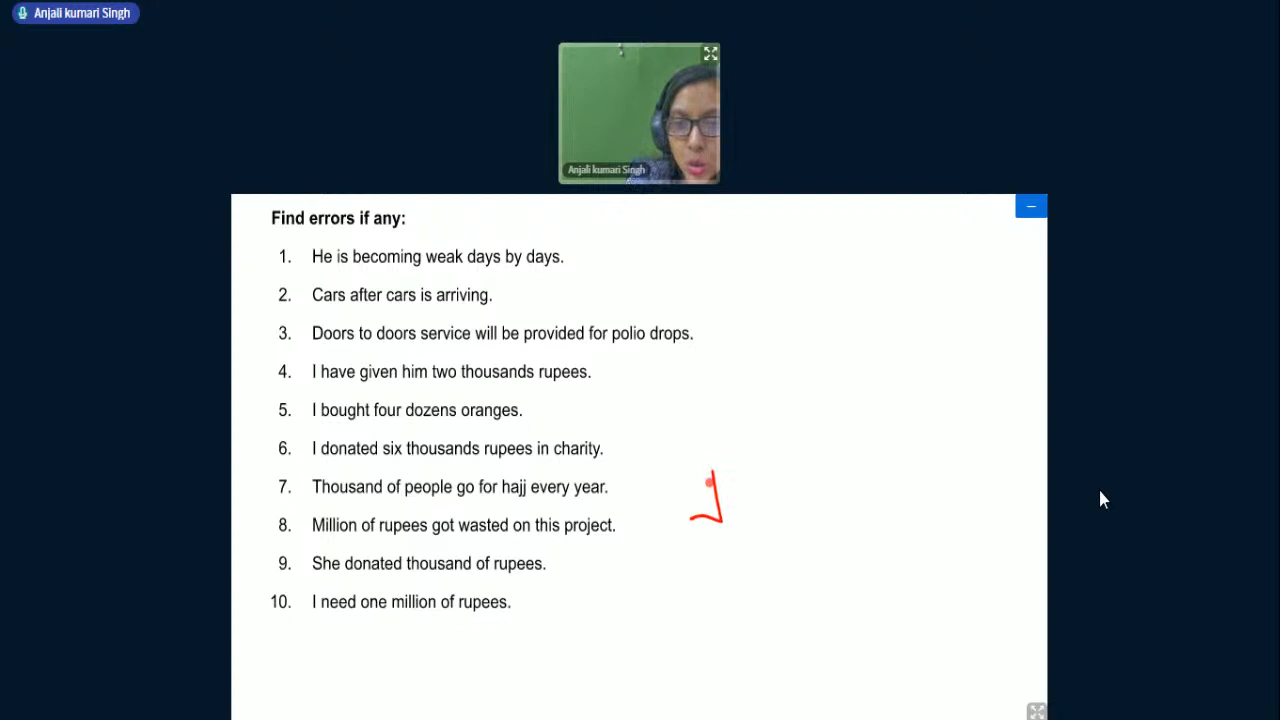 Anjali kumari Singh
Anjali kumari Singh
Find errors if any:
1. He is becoming weak days by days.
2. Cars after cars is arriving.
3. Doors to doors service will be provided for polio drops.
4. I have given him two thousands rupees.
5. I bought four dozens oranges.
6. I donated six thousands rupees in charity.
7. Thousand of people go for hajj every year.
8. Million of rupees got wasted on this project.
9. She donated thousand of rupees.
10. I need one million of rupees.